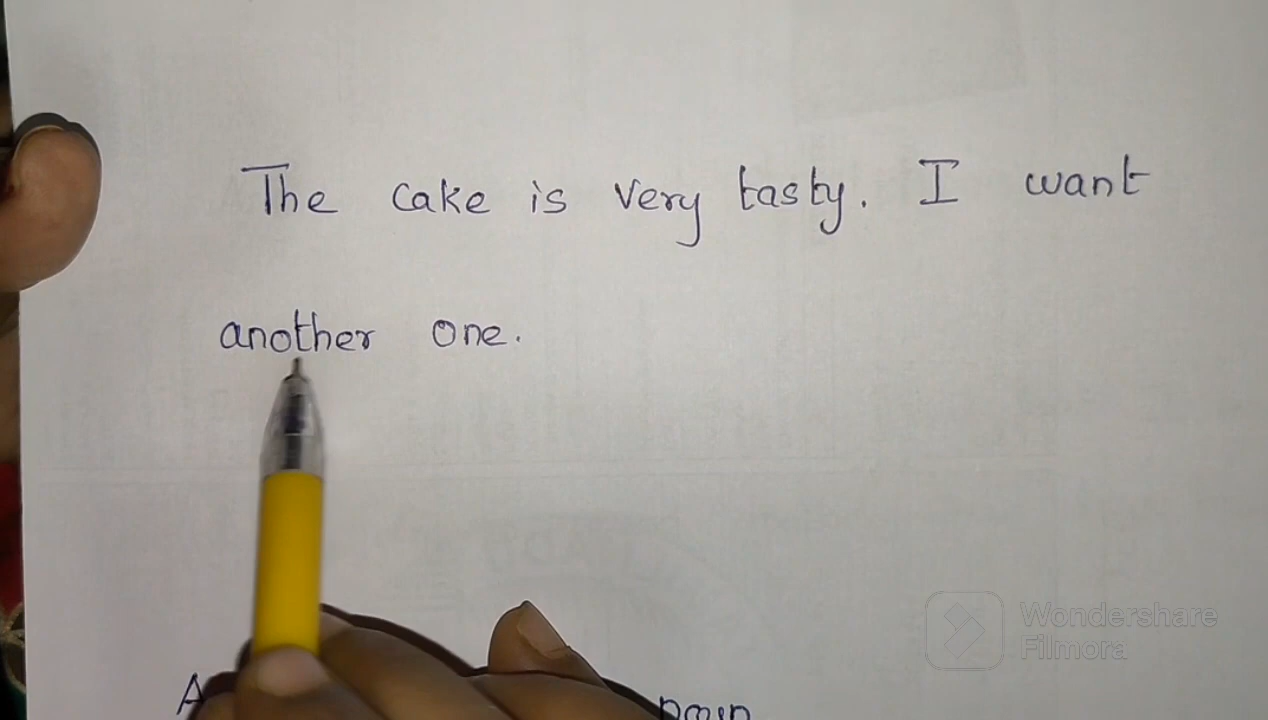 The cake is very tasty. I want
another one.
Wondershare
Filmora